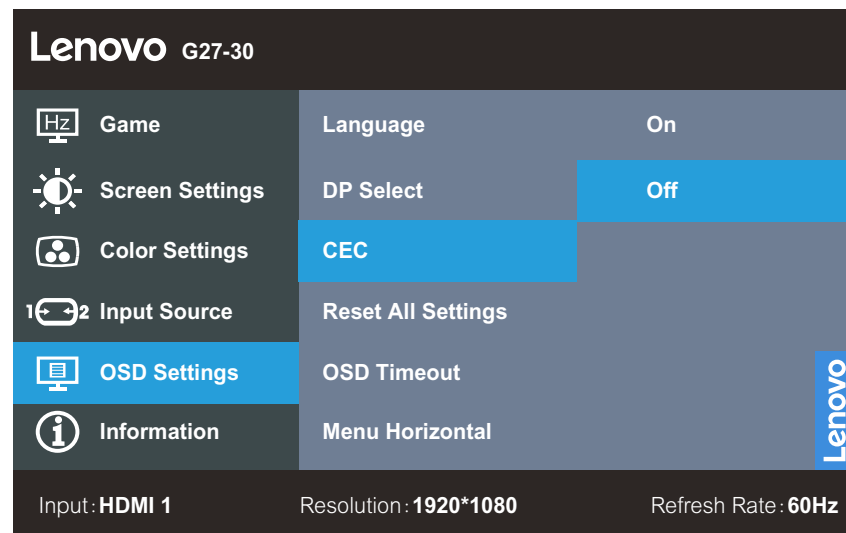 Lenovo G27-30
Hz Game Language On
Screen Settings DP Select Off
Color Settings CEC
1 2 Input Source Reset All Settings
OSD Settings OSD Timeout
i Information Menu Horizontal
Lenovo
Input:HDMI 1 Resolution:1920*1080 Refresh Rate:60Hz